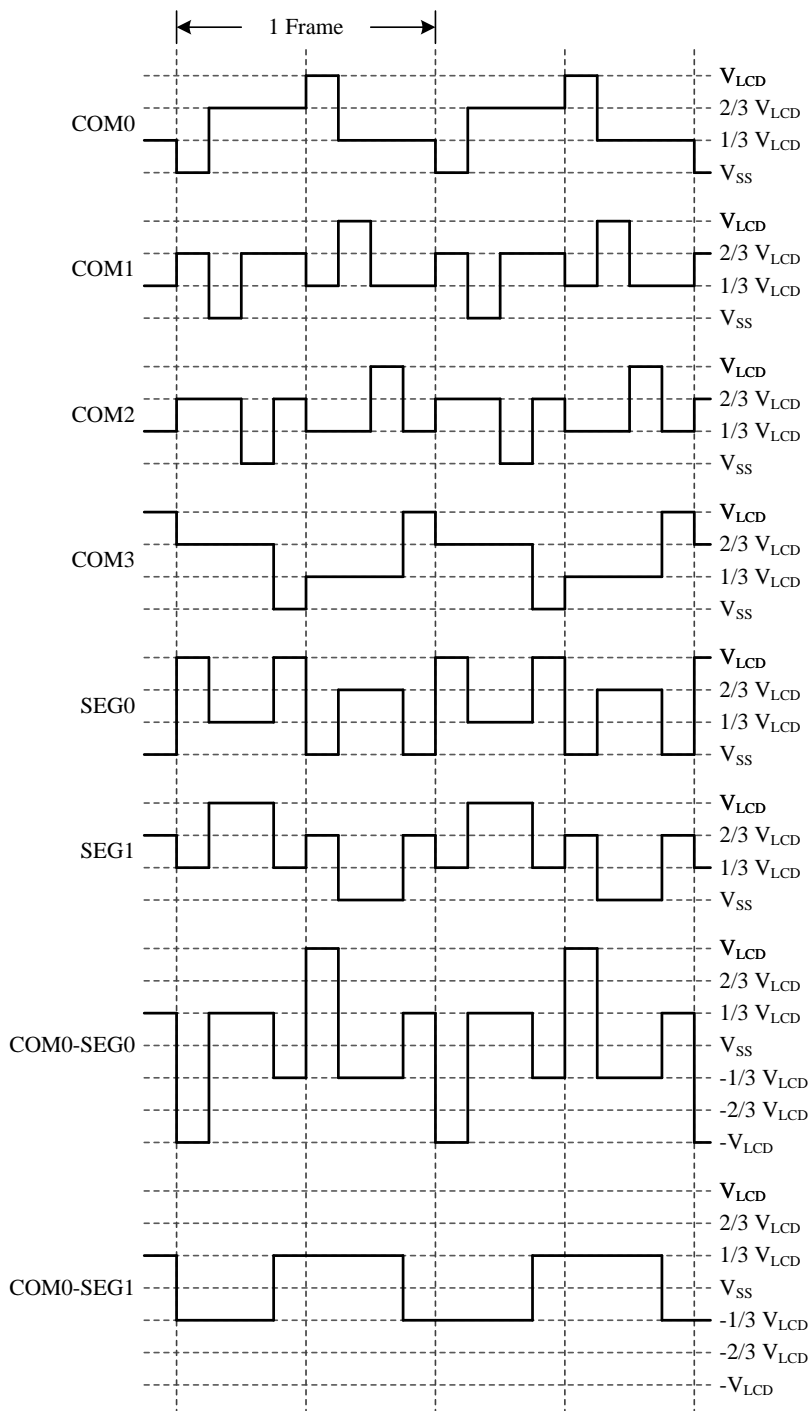 1 Frame
V_LCD
2/3 V_LCD
COM0
1/3 V_LCD
V_SS
V_LCD
2/3 V_LCD
COM1
1/3 V_LCD
V_SS
V_LCD
2/3 V_LCD
COM2
1/3 V_LCD
V_SS
V_LCD
2/3 V_LCD
COM3
1/3 V_LCD
V_SS
V_LCD
2/3 V_LCD
SEG0
1/3 V_LCD
V_SS
V_LCD
2/3 V_LCD
SEG1
1/3 V_LCD
V_SS
V_LCD
2/3 V_LCD
1/3 V_LCD
COM0-SEG0
V_SS
-1/3 V_LCD
-2/3 V_LCD
-V_LCD
V_LCD
2/3 V_LCD
1/3 V_LCD
COM0-SEG1
V_SS
-1/3 V_LCD
-2/3 V_LCD
-V_LCD